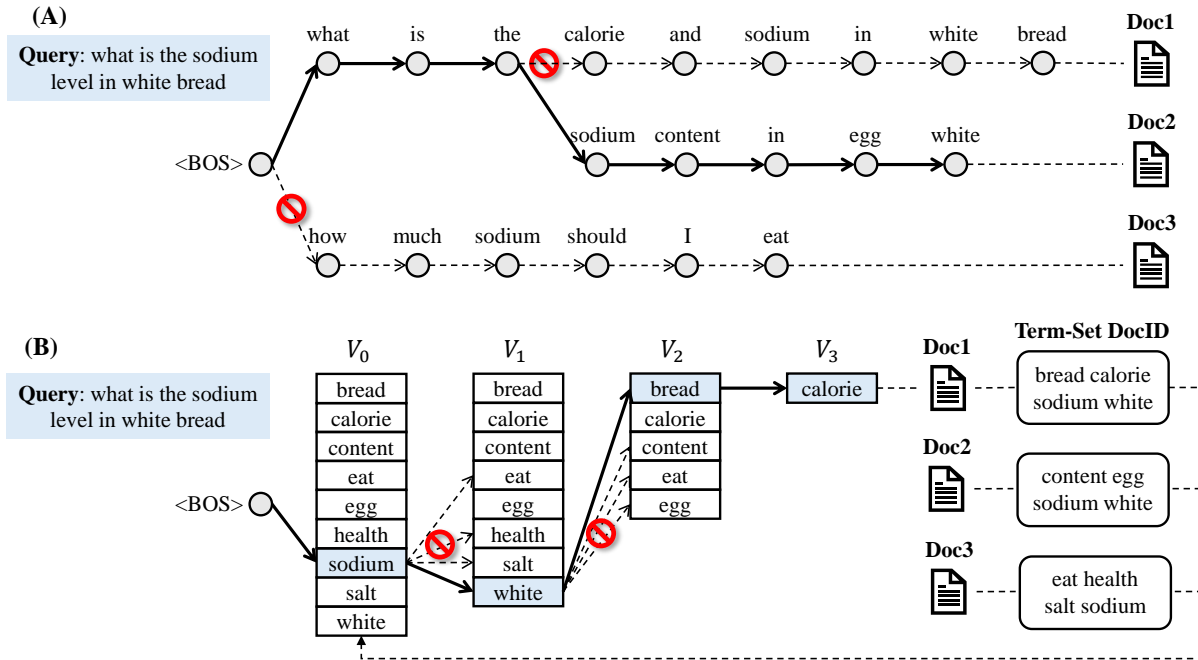 (A)
Query: what is the sodium
level in white bread
what is the calorie and sodium in white bread
Doc1
sodium content in egg white
Doc2
<BOS>
how much sodium should I eat
Doc3
(B)
Query: what is the sodium
level in white bread
<BOS>
V0
bread
calorie
content
eat
egg
health
sodium
salt
white
V1
bread
calorie
content
eat
egg
health
salt
white
V2
bread
calorie
content
eat
egg
V3
calorie
Term-Set DocID
Doc1
bread calorie
sodium white
Doc2
content egg
sodium white
Doc3
eat health
salt sodium